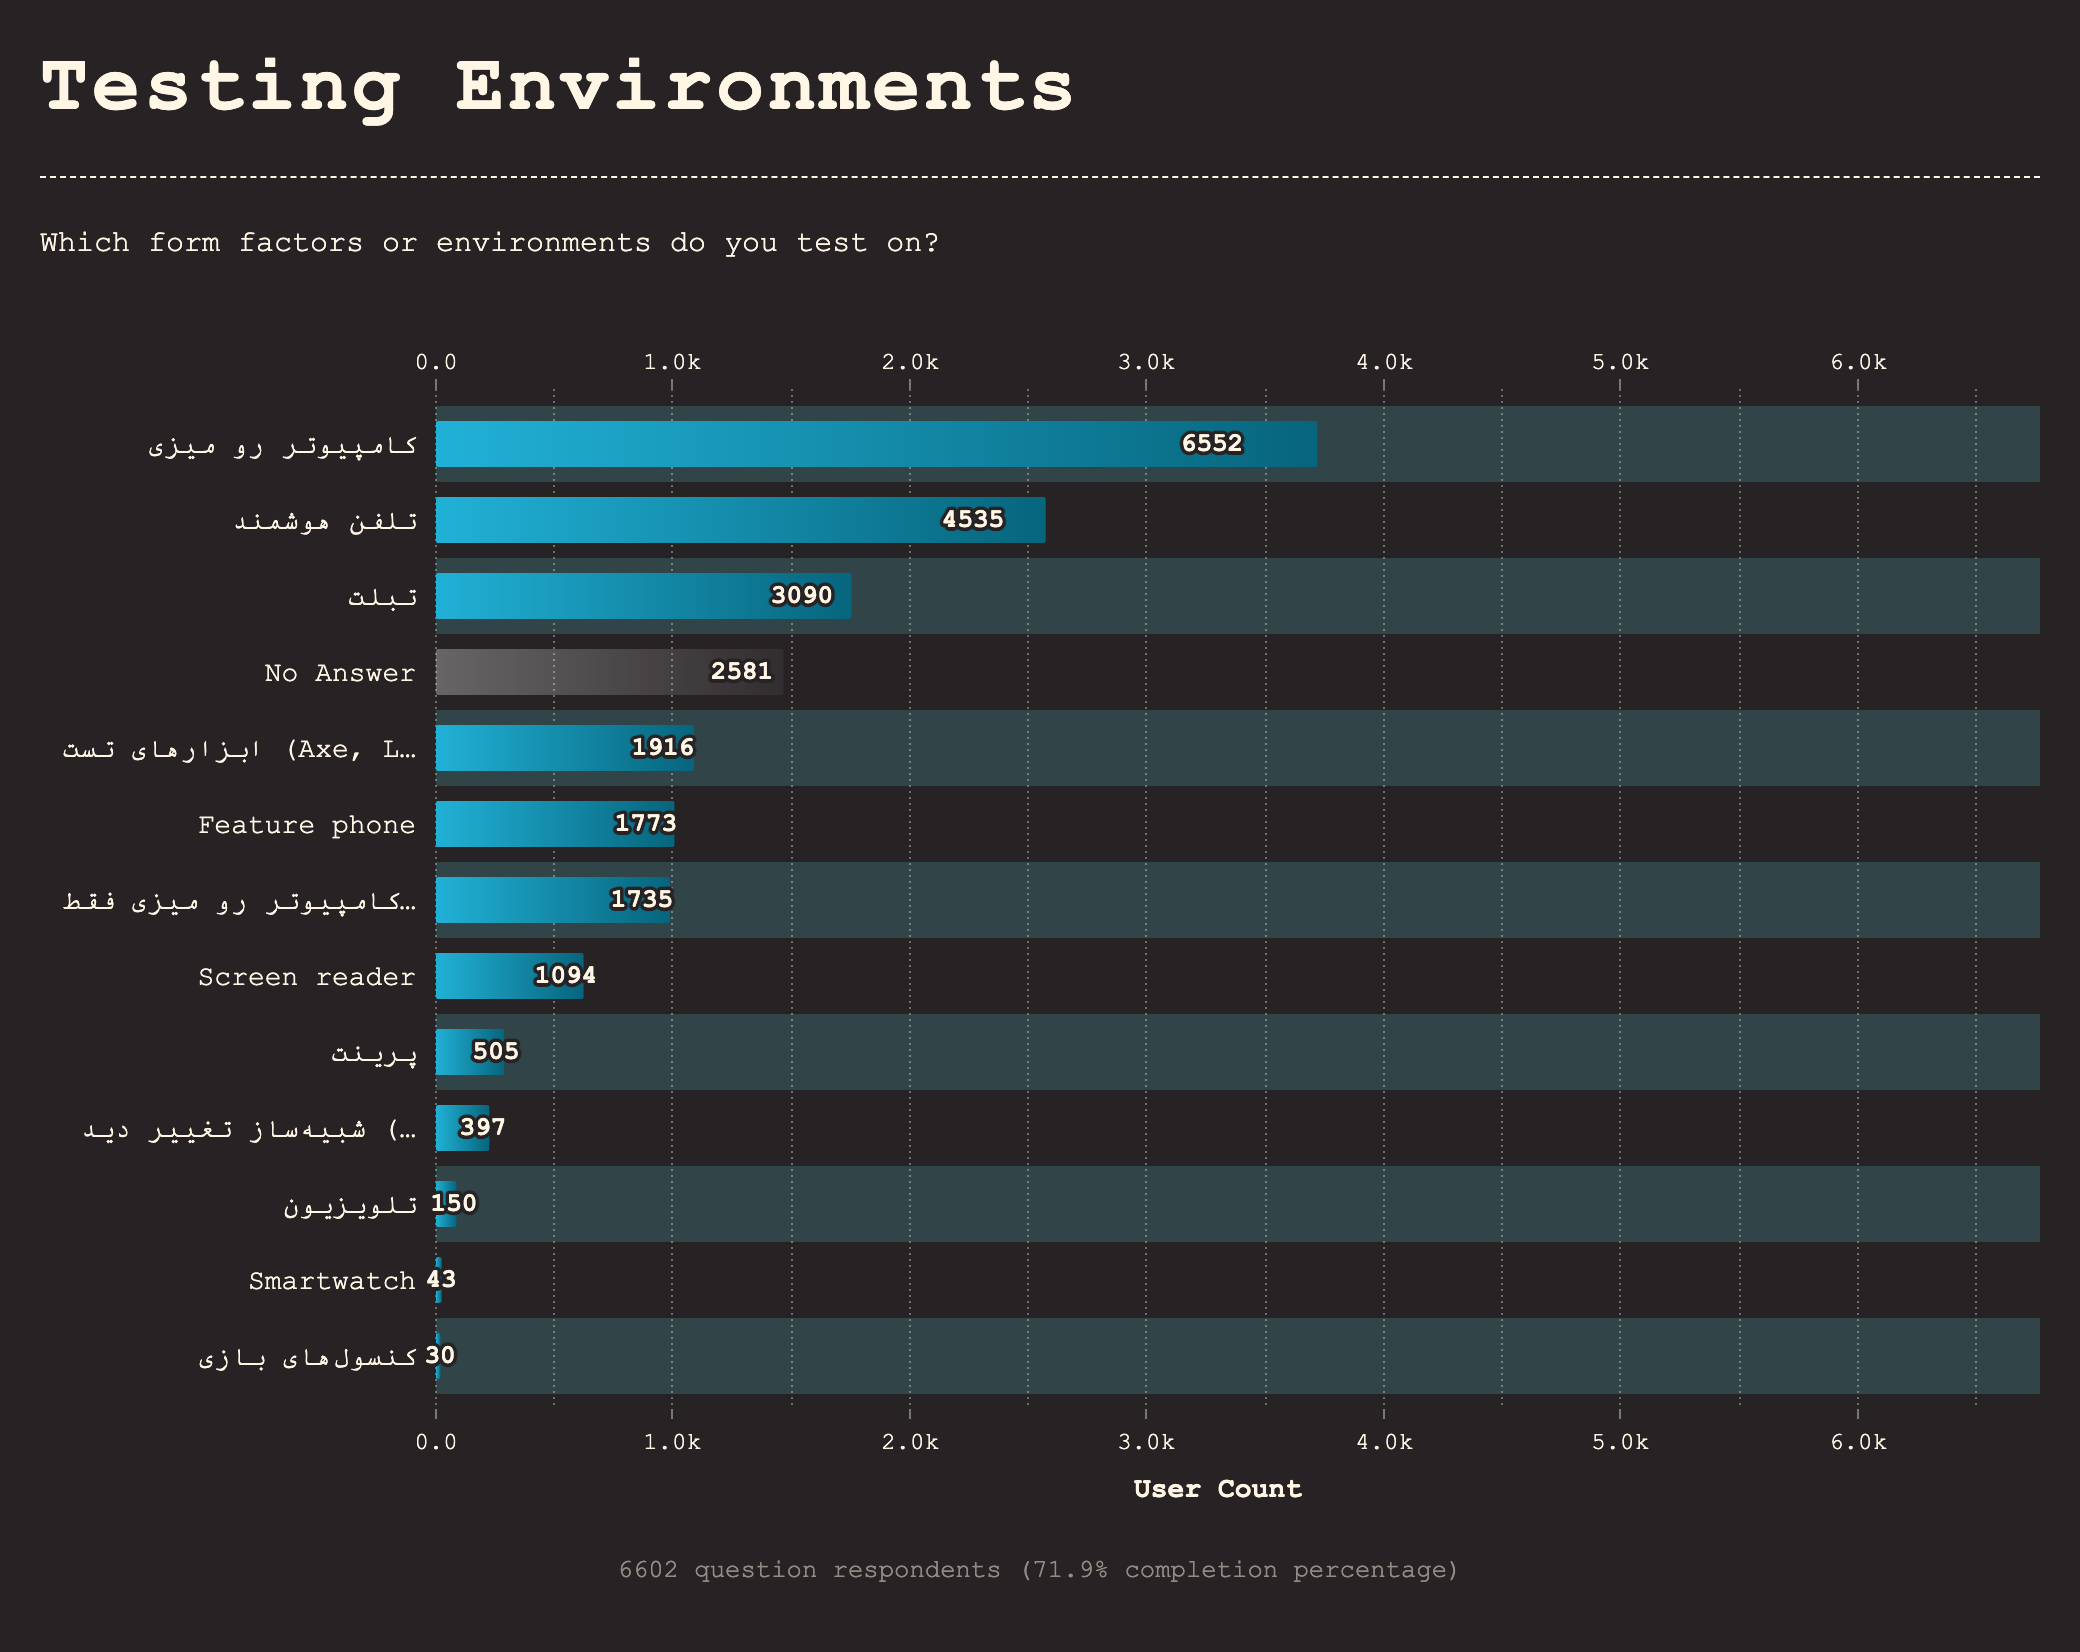 Testing Environments
Which form factors or environments do you test on?
0.0 1.0k 2.0k 3.0k 4.0k 5.0k 6.0k
کامپیوتر رو میزی 6552
تلفن هوشمند 4535
تبلت 3090
No Answer 2581
ابزارهای تست (Axe, L… 1916
Feature phone 1773
کامپیوتر رو میزی فقط… 1735
Screen reader 1094
پرینت 505
شبیه‌ساز تغییر دید (… 397
تلویزیون 150
Smartwatch 43
کنسول‌های بازی 30
0.0 1.0k 2.0k 3.0k 4.0k 5.0k 6.0k
User Count
6602 question respondents (71.9% completion percentage)